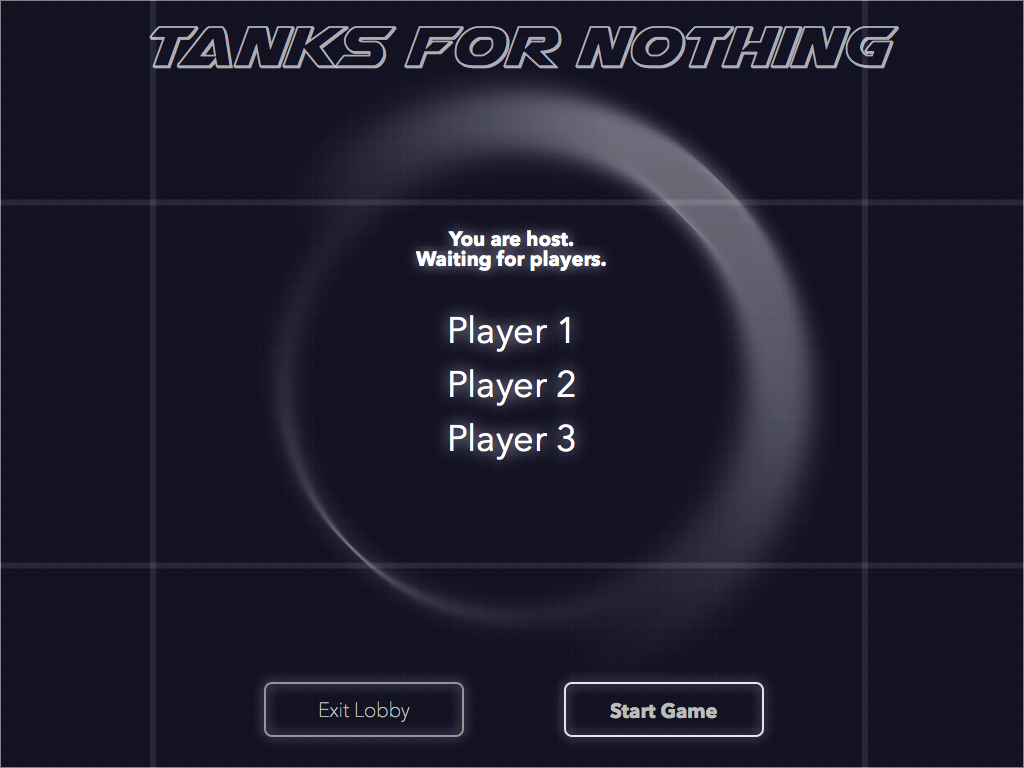 TANKS FOR NOTHING
You are host.
Waiting for players.
Player 1
Player 2
Player 3
Exit Lobby
Start Game